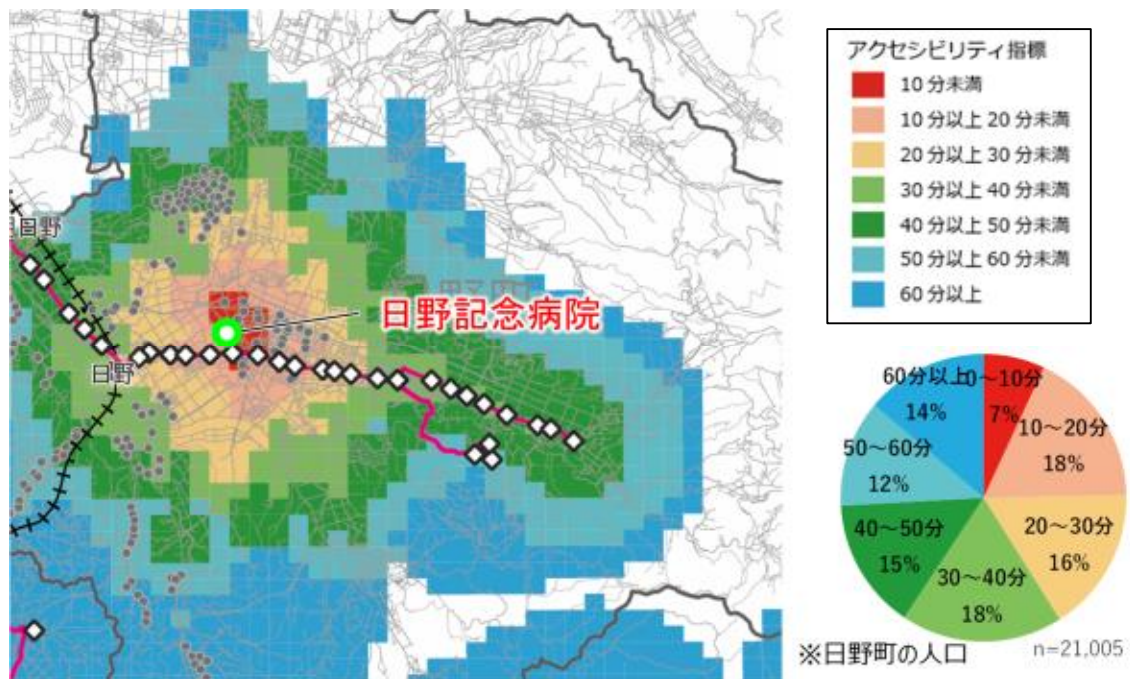 日野
日野記念病院
日野
アクセシビリティ指標
10分未満
10分以上20分未満
20分以上30分未満
30分以上40分未満
40分以上50分未満
50分以上60分未満
60分以上
60分以上
14%
0～10分
7%
10～20分
18%
20～30分
16%
30～40分
18%
40～50分
15%
50～60分
12%
※日野町の人口
n=21,005